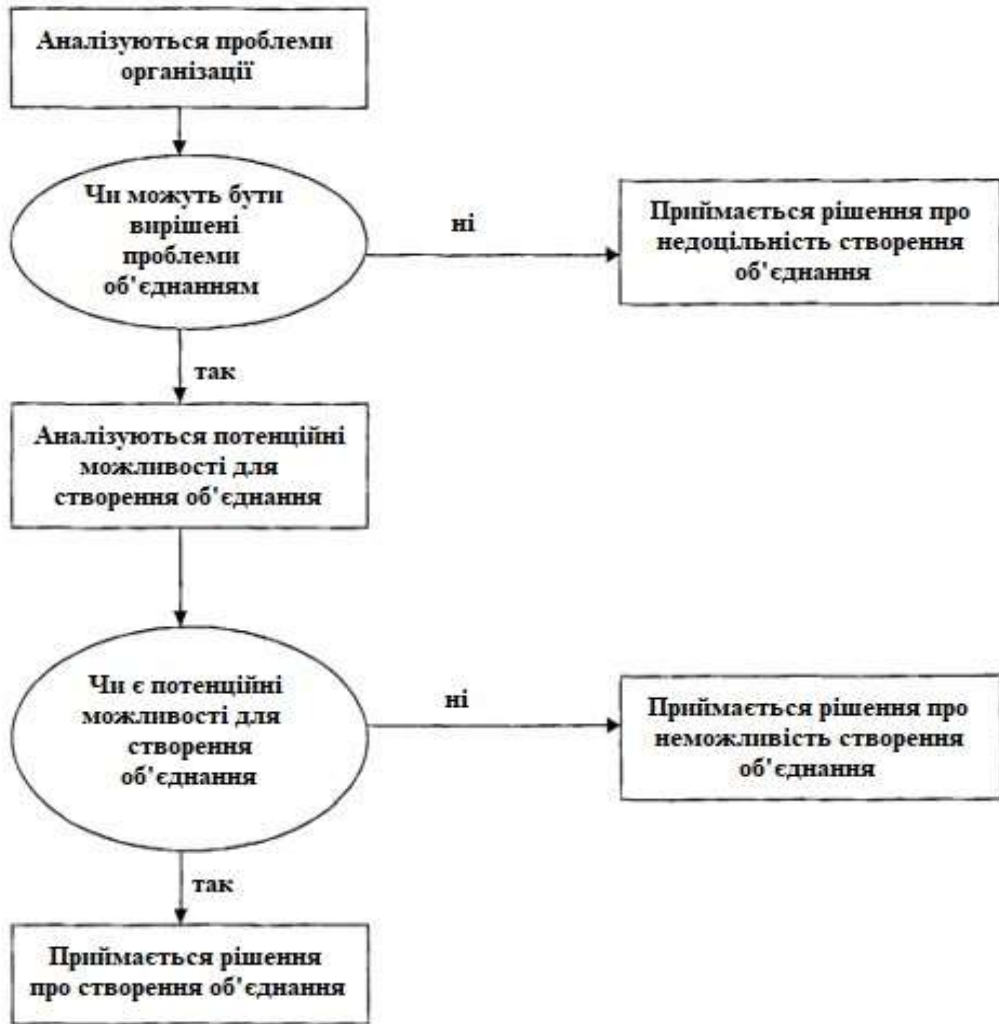 Аналізуються проблеми
організації
Чи можуть бути
вирішені
проблеми
об'єднанням
ні
Приймається рішення про
недоцільність створення
об'єднання
так
Аналізуються потенційні
можливості для
створення об'єднання
Чи є потенційні
можливості для
створення
об'єднання
ні
Приймається рішення про
неможливість створення
об'єднання
так
Приймається рішення
про створення об'єднання